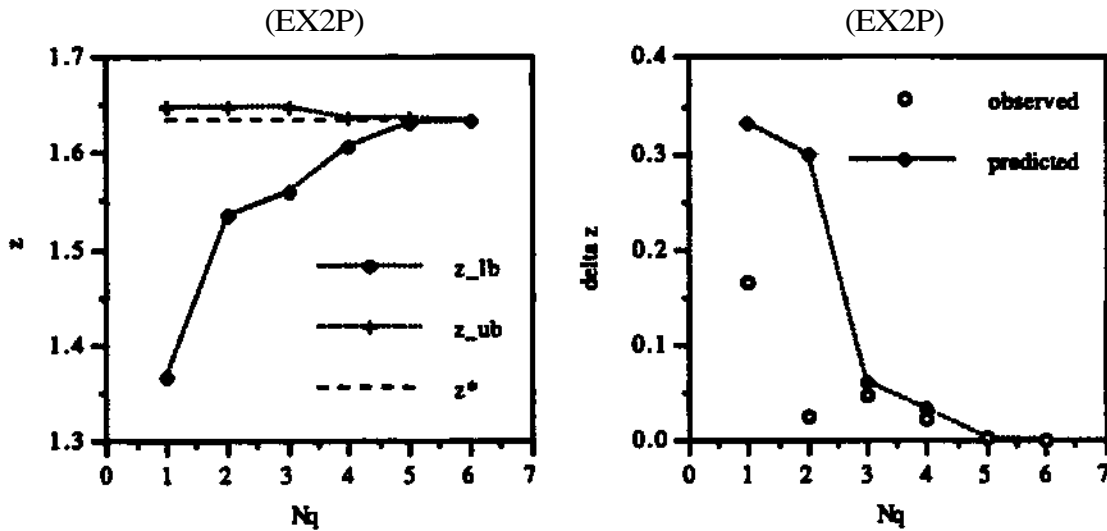 (EX2P)
1.7
1.6
1.5
1.4
1.3
z
z_lb
z_ub
z*
0 1 2 3 4 5 6 7
Nq
(EX2P)
0.4
0.3
0.2
0.1
0.0
delta z
observed
predicted
0 1 2 3 4 5 6 7
Nq